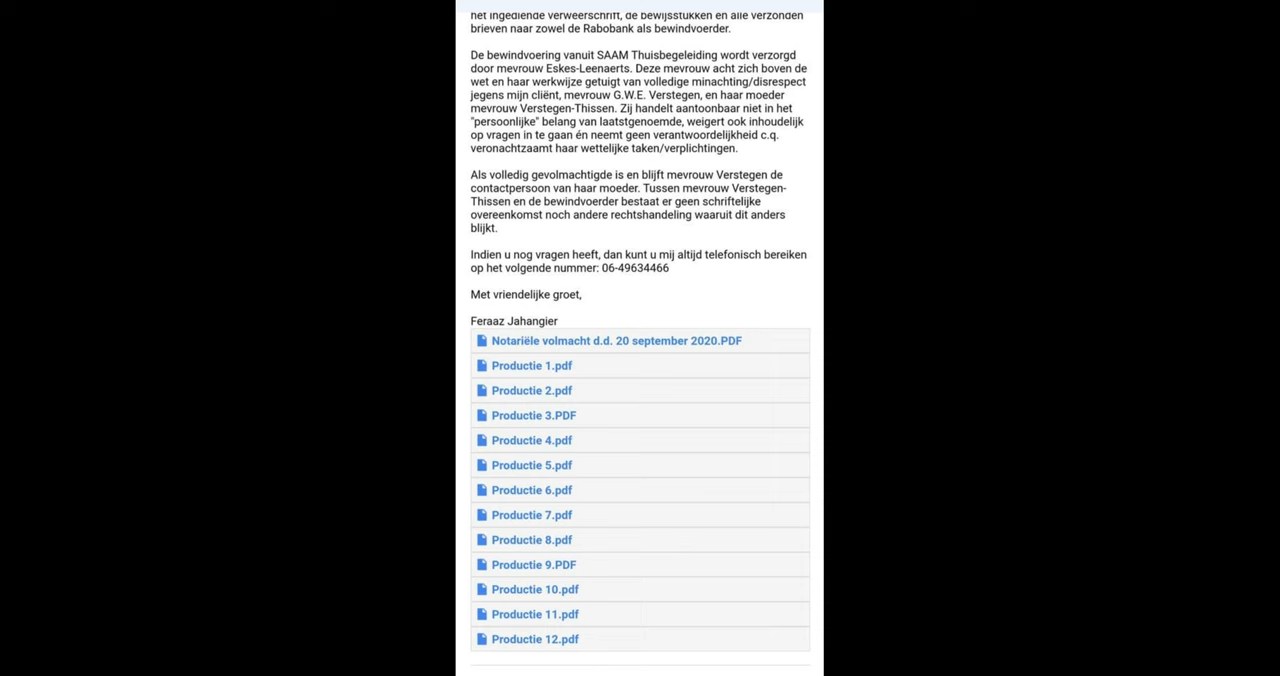 het ingediende verweerschrift, de bewijsstukken en alle verzonden
brieven naar zowel de Rabobank als bewindvoerder.
De bewindvoering vanuit SAAM Thuisbegeleiding wordt verzorgd
door mevrouw Eskes-Leenaerts. Deze mevrouw acht zich boven de
wet en haar werkwijze getuigt van volledige minachting/disrespect
jegens mijn cliënt, mevrouw G.W.E. Verstegen, en haar moeder
mevrouw Verstegen-Thissen. Zij handelt aantoonbaar niet in het
"persoonlijke" belang van laatstgenoemde, weigert ook inhoudelijk
op vragen in te gaan én neemt geen verantwoordelijkheid c.q.
veronachtzaamt haar wettelijke taken/verplichtingen.
Als volledig gevolmachtigde is en blijft mevrouw Verstegen de
contactpersoon van haar moeder. Tussen mevrouw Verstegen-
Thissen en de bewindvoerder bestaat er geen schriftelijke
overeenkomst noch andere rechtshandeling waaruit dit anders
blijkt.
Indien u nog vragen heeft, dan kunt u mij altijd telefonisch bereiken
op het volgende nummer: 06-49634466
Met vriendelijke groet,
Feraaz Jahangier
Notariële volmacht d.d. 20 september 2020.PDF
Productie 1.pdf
Productie 2.pdf
Productie 3.PDF
Productie 4.pdf
Productie 5.pdf
Productie 6.pdf
Productie 7.pdf
Productie 8.pdf
Productie 9.PDF
Productie 10.pdf
Productie 11.pdf
Productie 12.pdf